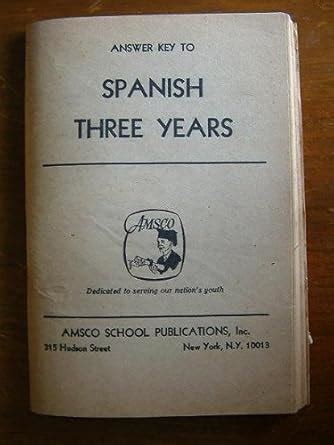 ANSWER KEY TO
SPANISH
THREE YEARS
AMSCO
Dedicated to serving our nation's youth
AMSCO SCHOOL PUBLICATIONS, Inc.
315 Hudson Street New York, N.Y. 10013